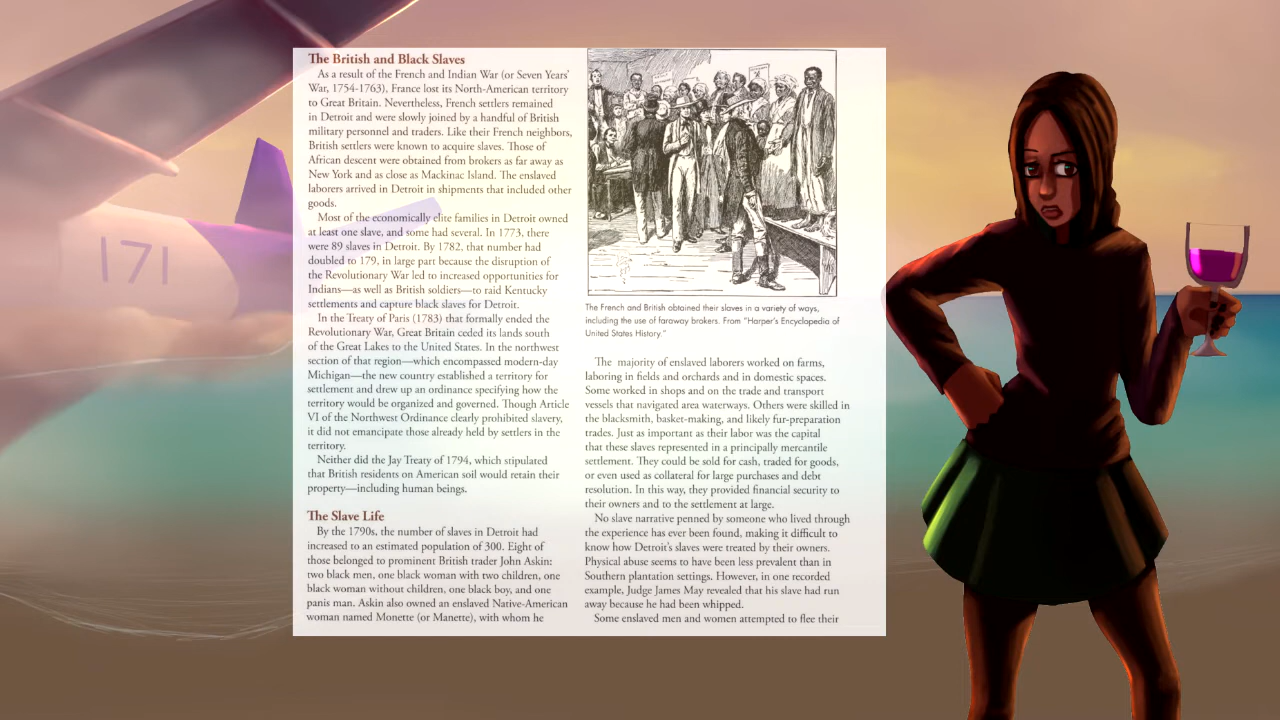 171
The British and Black Slaves
As a result of the French and Indian War (or Seven Years'
War, 1754-1763), France lost its North-American territory
to Great Britain. Nevertheless, French settlers remained
in Detroit and were slowly joined by a handful of British
military personnel and traders. Like their French neighbors,
British settlers were known to acquire slaves. Those of
African descent were obtained from brokers as far away as
New York and as close as Mackinac Island. The enslaved
laborers arrived in Detroit in shipments that included other
goods.
Most of the economically elite families in Detroit owned
at least one slave, and some had several. In 1773, there
were 89 slaves in Detroit. By 1782, that number had
doubled to 179, in large part because the disruption of
the Revolutionary War led to increased opportunities for
Indians—as well as British soldiers—to raid Kentucky
settlements and capture black slaves for Detroit.
In the Treaty of Paris (1783) that formally ended the
Revolutionary War, Great Britain ceded its lands south
of the Great Lakes to the United States. In the northwest
section of that region—which encompassed modern-day
Michigan—the new country established a territory for
settlement and drew up an ordinance specifying how the
territory would be organized and governed. Though Article
VI of the Northwest Ordinance clearly prohibited slavery,
it did not emancipate those already held by settlers in the
territory.
Neither did the Jay Treaty of 1794, which stipulated
that British residents on American soil would retain their
property—including human beings.
The Slave Life
By the 1790s, the number of slaves in Detroit had
increased to an estimated population of 300. Eight of
those belonged to prominent British trader John Askin:
two black men, one black woman with two children, one
black woman without children, one black boy, and one
panis man. Askin also owned an enslaved Native-American
woman named Monette (or Manette), with whom he
The French and British obtained their slaves in a variety of ways,
including the use of faraway brokers. From "Harper's Encyclopedia of
United States History."
The majority of enslaved laborers worked on farms,
laboring in fields and orchards and in domestic spaces.
Some worked in shops and on the trade and transport
vessels that navigated area waterways. Others were skilled in
the blacksmith, basket-making, and likely fur-preparation
trades. Just as important as their labor was the capital
that these slaves represented in a principally mercantile
settlement. They could be sold for cash, traded for goods,
or even used as collateral for large purchases and debt
resolution. In this way, they provided financial security to
their owners and to the settlement at large.
No slave narrative penned by someone who lived through
the experience has ever been found, making it difficult to
know how Detroit's slaves were treated by their owners.
Physical abuse seems to have been less prevalent than in
Southern plantation settings. However, in one recorded
example, Judge James May revealed that his slave had run
away because he had been whipped.
Some enslaved men and women attempted to flee their